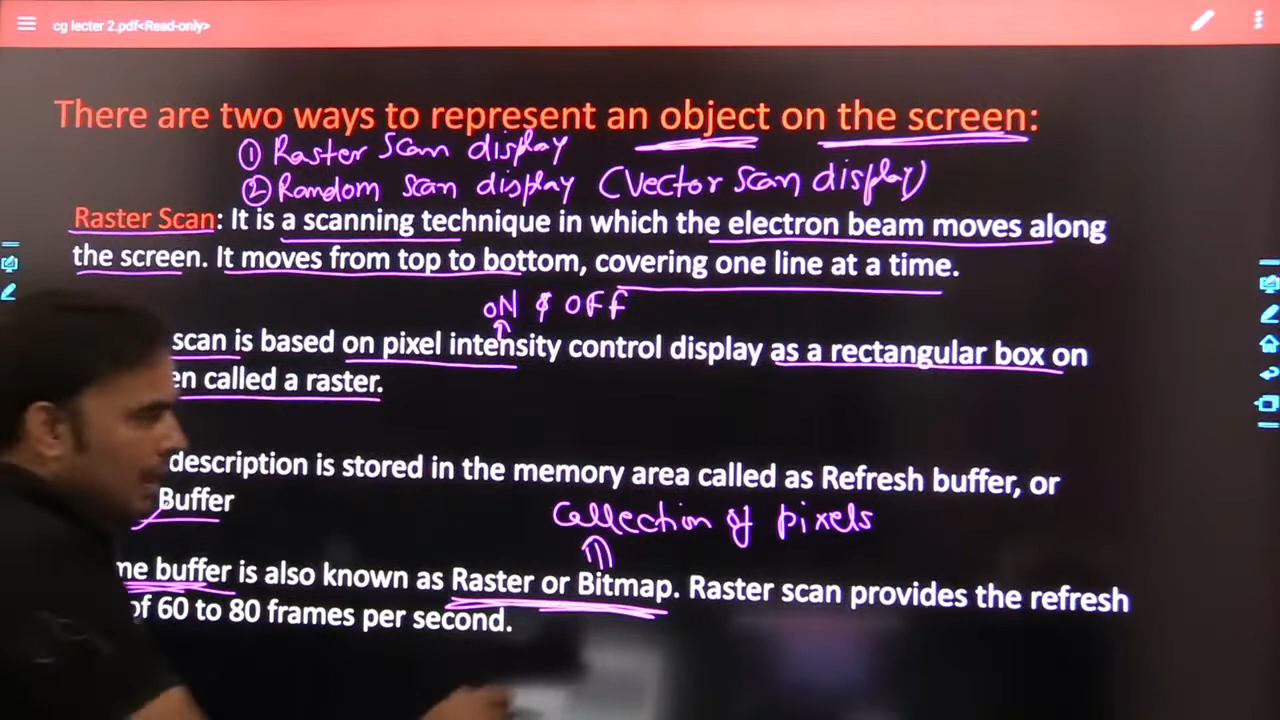 cg lecter 2.pdf<Read-only>
There are two ways to represent an object on the screen:
① Raster Scan display
② Random scan display (Vector scan display)
Raster Scan: It is a scanning technique in which the electron beam moves along
the screen. It moves from top to bottom, covering one line at a time.
ON & OFF
scan is based on pixel intensity control display as a rectangular box on
en called a raster.
description is stored in the memory area called as Refresh buffer, or
Buffer
Collection of pixels
me buffer is also known as Raster or Bitmap. Raster scan provides the refresh
of 60 to 80 frames per second.